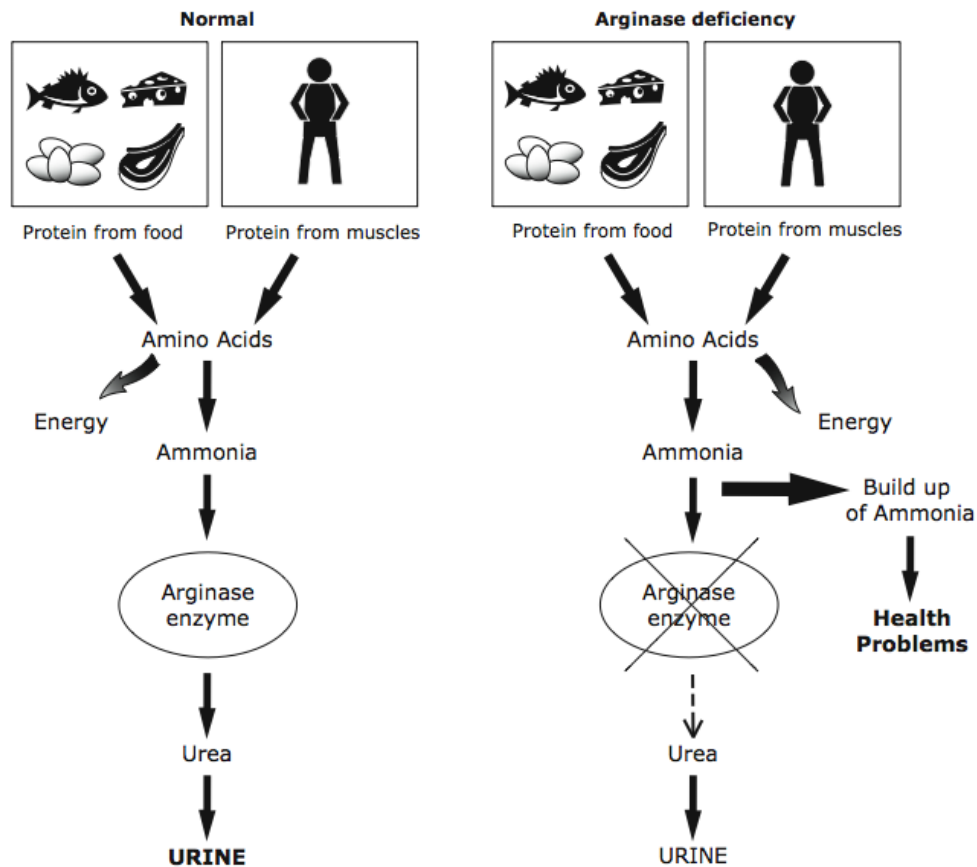 Normal
Protein from food
Protein from muscles
Amino Acids
Energy
Ammonia
Arginase
enzyme
Urea
URINE
Arginase deficiency
Protein from food
Protein from muscles
Amino Acids
Energy
Ammonia
Build up
of Ammonia
Arginase
enzyme
Health
Problems
Urea
URINE